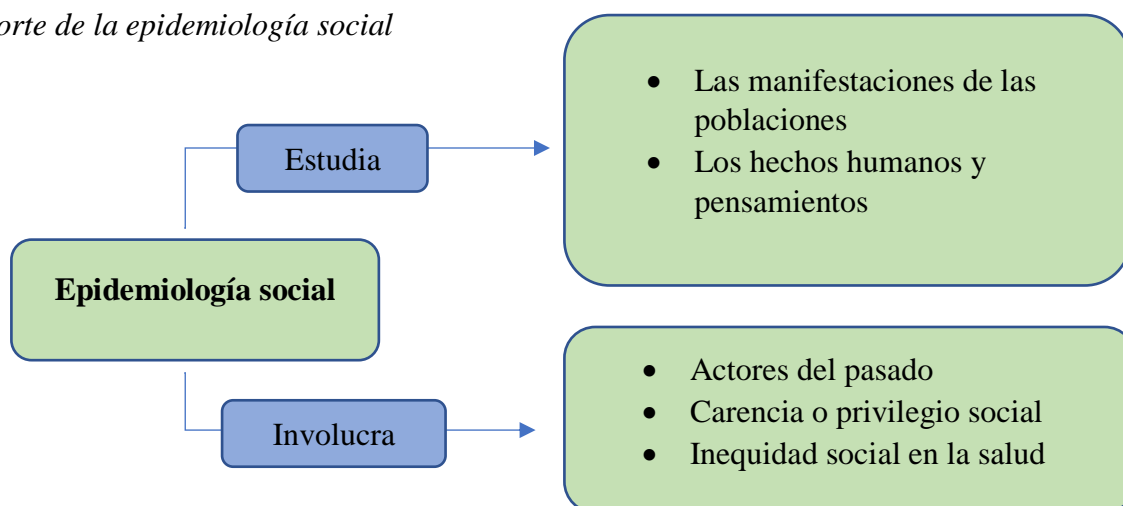 orte de la epidemiología social
• Las manifestaciones de las
poblaciones
• Los hechos humanos y
pensamientos
Estudia
Epidemiología social
• Actores del pasado
• Carencia o privilegio social
• Inequidad social en la salud
Involucra